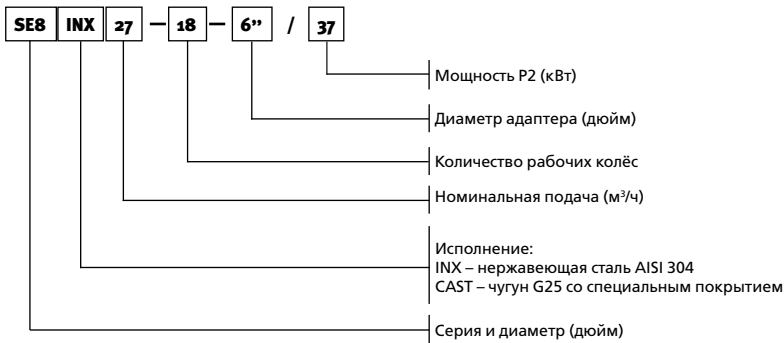 SE8 INX 27 – 18 – 6” / 37
Мощность P2 (кВт)
Диаметр адаптера (дюйм)
Количество рабочих колёс
Номинальная подача (м³/ч)
Исполнение:
INX – нержавеющая сталь AISI 304
CAST – чугун G25 со специальным покрытием
Серия и диаметр (дюйм)